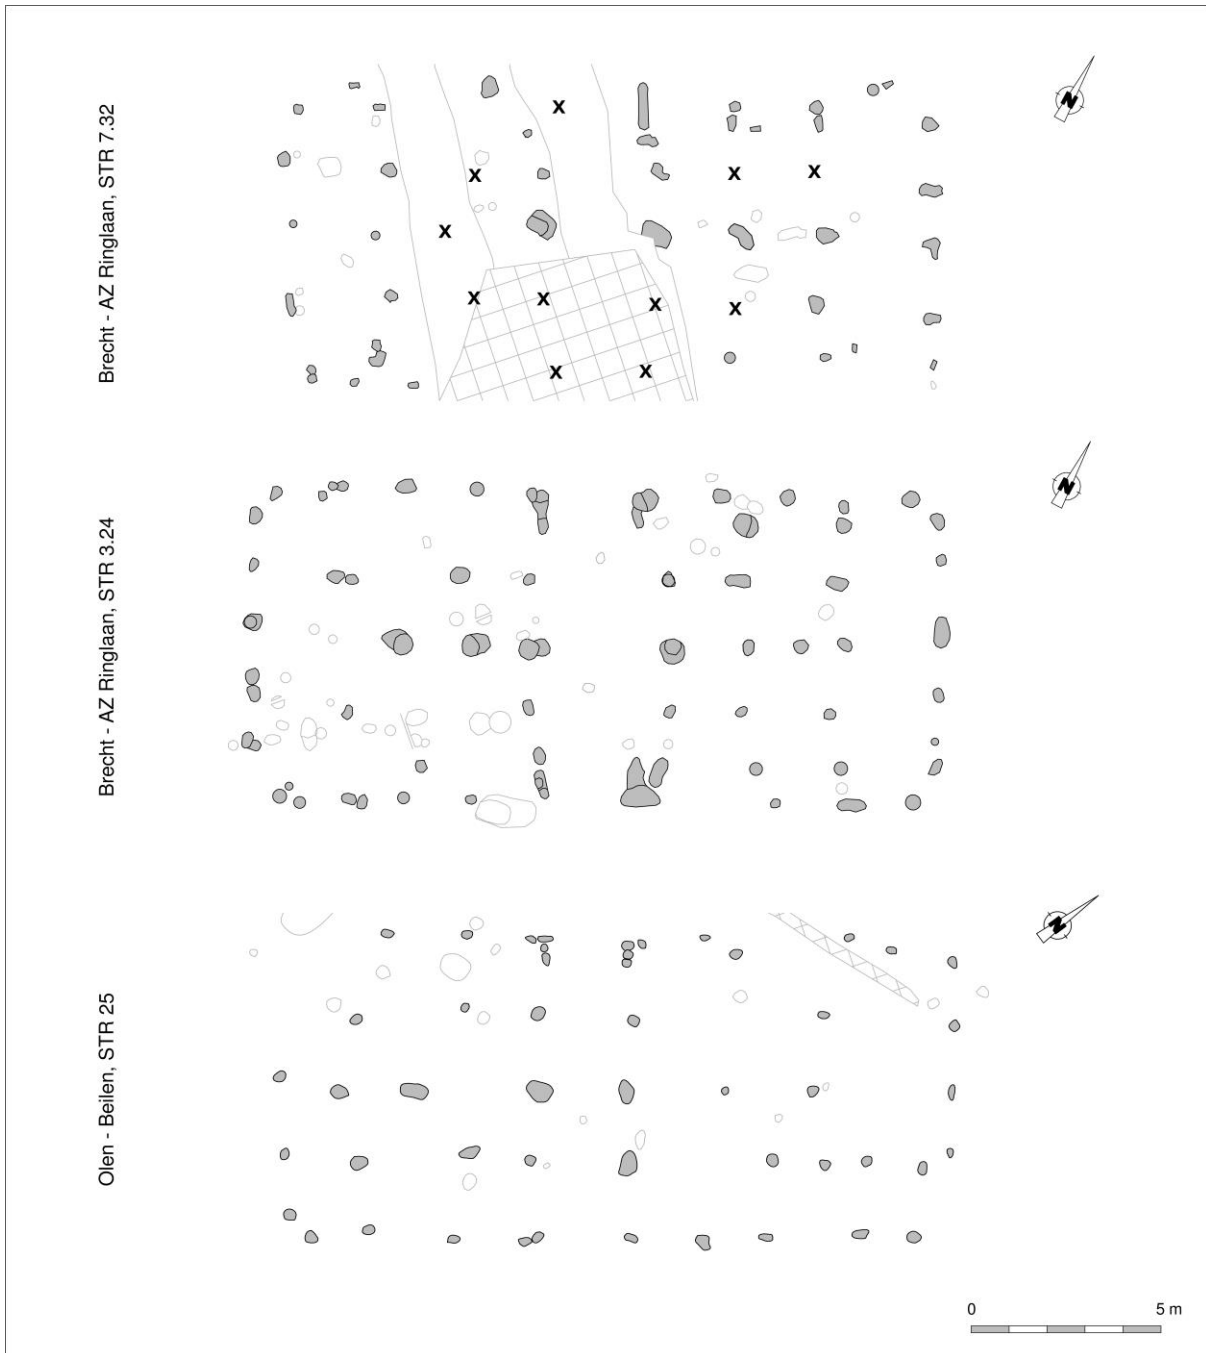 Brecht - AZ Ringlaan, STR 7.32
N
X
X
X
X
X
X
X
X
X
X
X
Brecht - AZ Ringlaan, STR 3.24
N
Olen - Beilen, STR 25
N
0 5 m